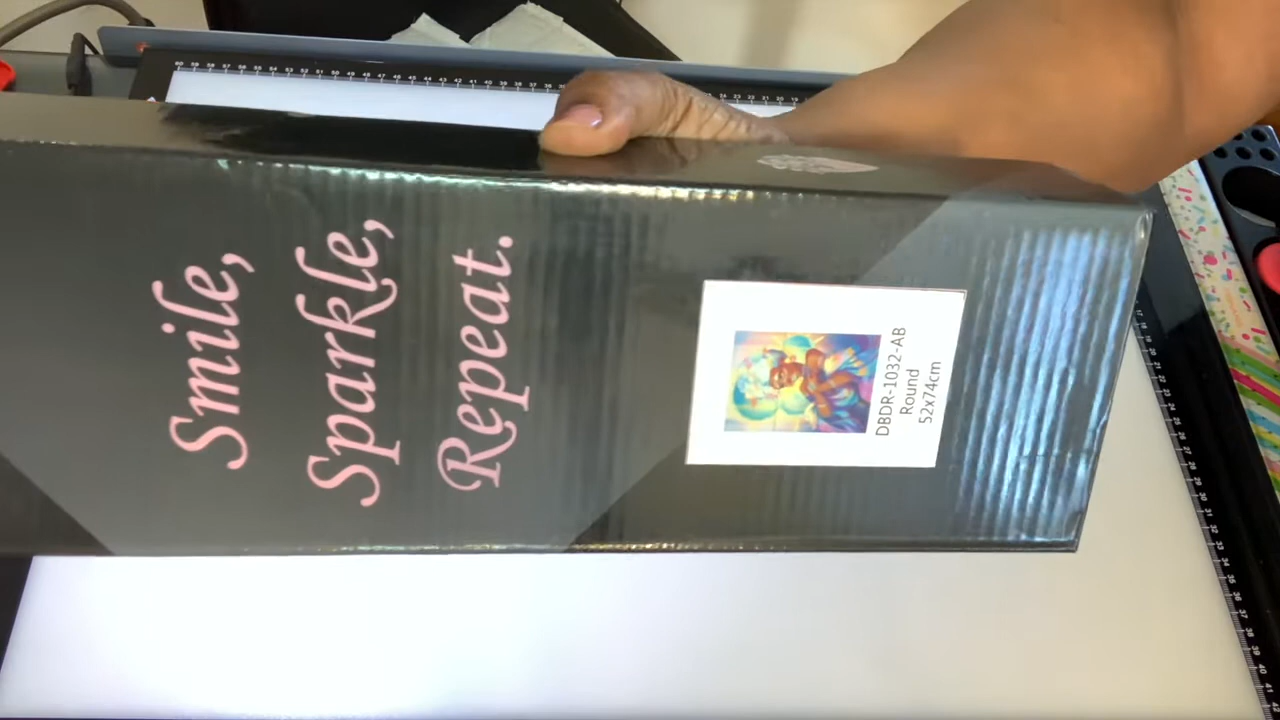 Smile,
Sparkle,
Repeat.
DBDR-1032-AB
Round
52x74cm